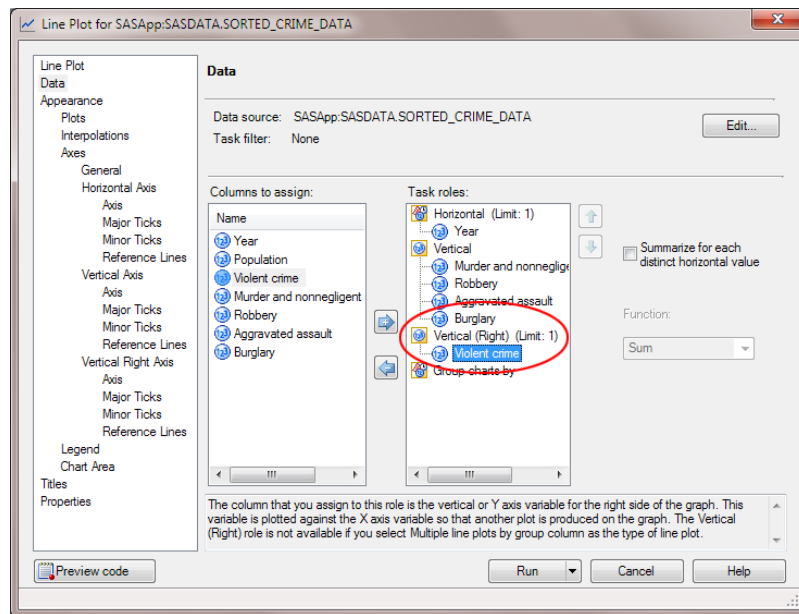 Line Plot for SASApp:SASDATA.SORTED_CRIME_DATA
Line Plot
Data
Appearance
Plots
Interpolations
Axes
General
Horizontal Axis
Axis
Major Ticks
Minor Ticks
Reference Lines
Vertical Axis
Axis
Major Ticks
Minor Ticks
Reference Lines
Vertical Right Axis
Axis
Major Ticks
Minor Ticks
Reference Lines
Legend
Chart Area
Titles
Properties
Data
Data source: SASApp:SASDATA.SORTED_CRIME_DATA
Edit...
Task filter: None
Columns to assign:
Name
Year
Population
Violent crime
Murder and nonnegligent
Robbery
Aggravated assault
Burglary
Task roles:
Horizontal (Limit: 1)
Year
Vertical
Murder and nonneglige
Robbery
Aggravated assault
Burglary
Vertical (Right) (Limit: 1)
Violent crime
Group charts by
Summarize for each
distinct horizontal value
Function:
Sum
The column that you assign to this role is the vertical or Y axis variable for the right side of the graph. This
variable is plotted against the X axis variable so that another plot is produced on the graph. The Vertical
(Right) role is not available if you select Multiple line plots by group column as the type of line plot.
Preview code
Run
Cancel
Help